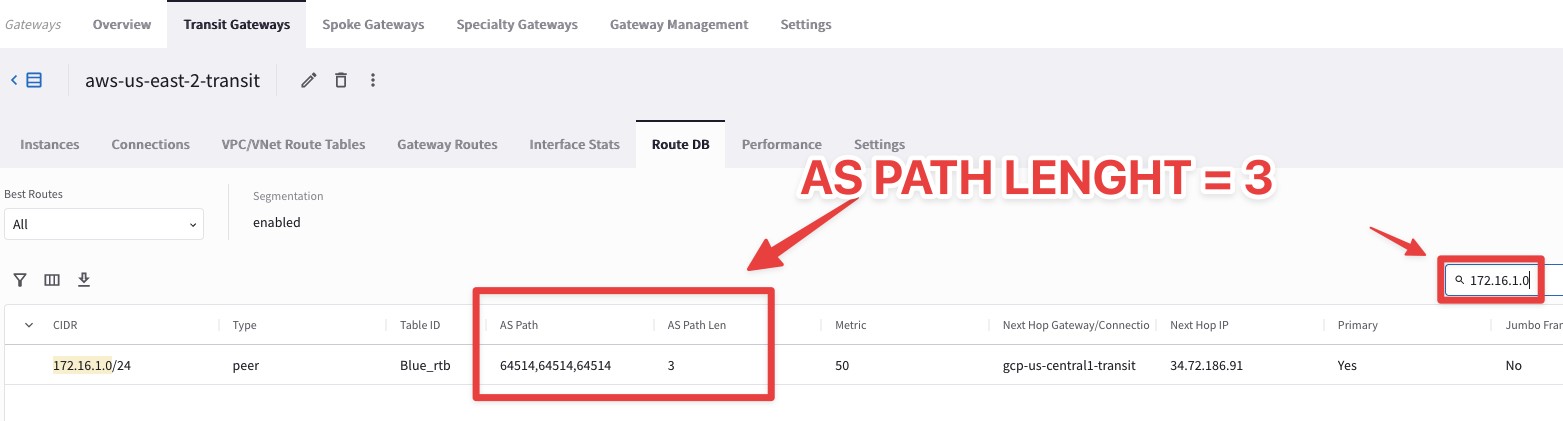 Gateways Overview Transit Gateways Spoke Gateways Specialty Gateways Gateway Management Settings
aws-us-east-2-transit
Instances Connections VPC/VNet Route Tables Gateway Routes Interface Stats Route DB Performance Settings
AS PATH LENGHT = 3
Best Routes Segmentation
All enabled
172.16.1.0
CIDR Type Table ID AS Path AS Path Len Metric Next Hop Gateway/Connectio Next Hop IP Primary Jumbo Fran
172.16.1.0/24 peer Blue_rtb 64514,64514,64514 3 50 gcp-us-central1-transit 34.72.186.91 Yes No